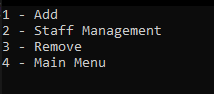 1 - Add
2 - Staff Management
3 - Remove
4 - Main Menu